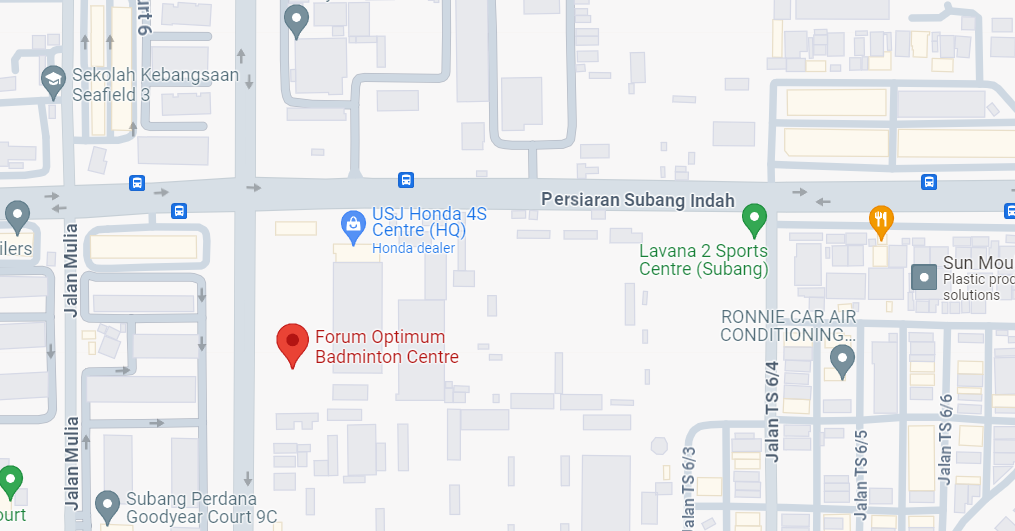 ourt 6
Sekolah Kebangsaan
Seafield 3
Persiaran Subang Indah
USJ Honda 4S
Centre (HQ)
Honda dealer
ilers
Jalan Mulia
Lavana 2 Sports
Centre (Subang)
Sun Mou
Plastic prod
solutions
RONNIE CAR AIR
CONDITIONING...
Forum Optimum
Badminton Centre
Jalan TS 6/4
Jalan TS 6/6
Jalan Mulia
Jalan TS 6/5
Jalan TS 6/3
Subang Perdana
Goodyear Court 9C
ourt